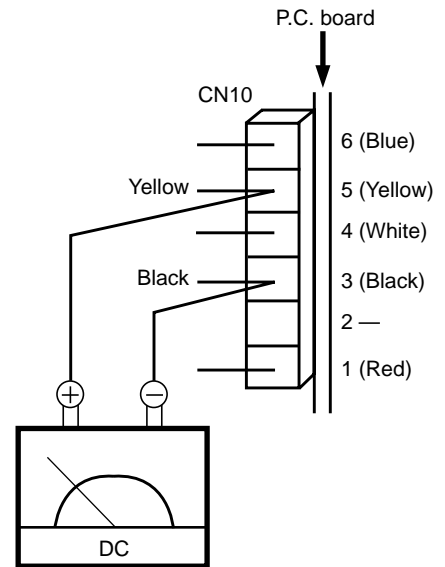 P.C. board
CN10
6 (Blue)
Yellow
5 (Yellow)
4 (White)
Black
3 (Black)
2 —
1 (Red)
+
−
DC